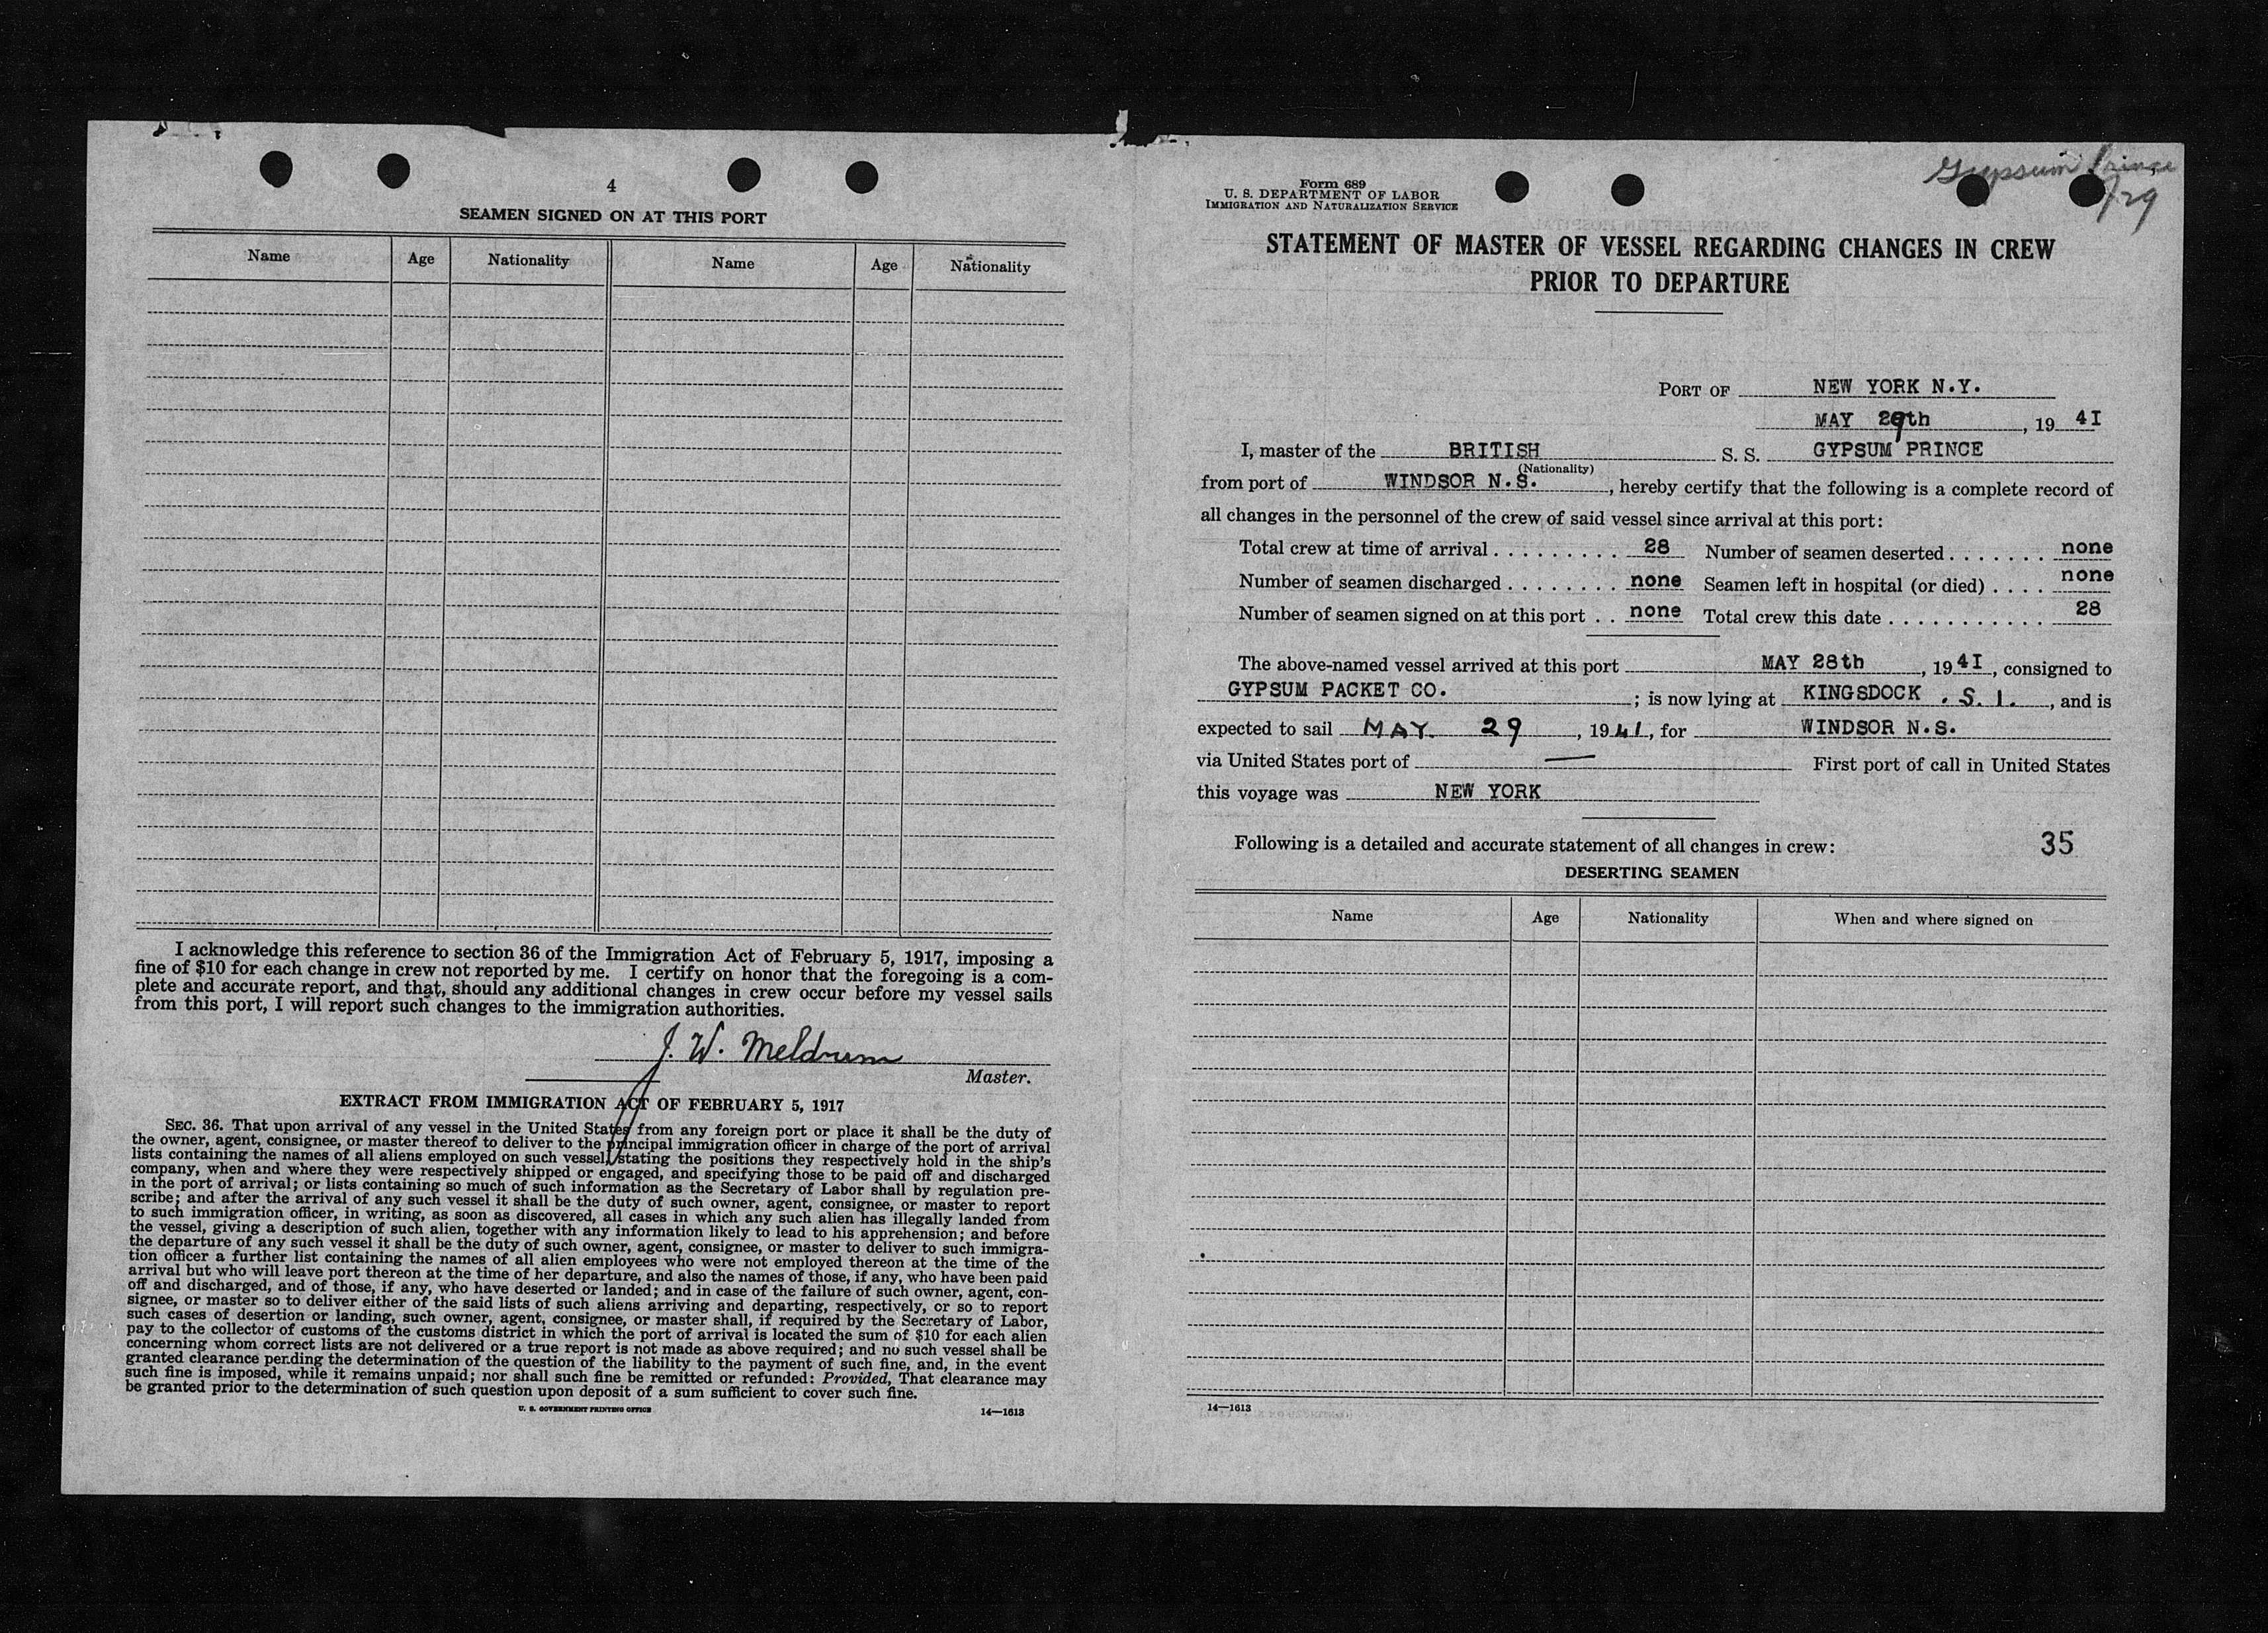 4
SEAMEN SIGNED ON AT THIS PORT
Name Age Nationality Name Age Nationality
I acknowledge this reference to section 36 of the Immigration Act of February 5, 1917, imposing a
fine of $10 for each change in crew not reported by me. I certify on honor that the foregoing is a com-
plete and accurate report, and that, should any additional changes in crew occur before my vessel sails
from this port, I will report such changes to the immigration authorities.
J. W. Meldrum
Master.
EXTRACT FROM IMMIGRATION ACT OF FEBRUARY 5, 1917
SEC. 36. That upon arrival of any vessel in the United States from any foreign port or place it shall be the duty of
the owner, agent, consignee, or master thereof to deliver to the principal immigration officer in charge of the port of arrival
lists containing the names of all aliens employed on such vessel, stating the positions they respectively hold in the ship's
company, when and where they were respectively shipped or engaged, and specifying those to be paid off and discharged
in the port of arrival; or lists containing so much of such information as the Secretary of Labor shall by regulation pre-
scribe; and after the arrival of any such vessel it shall be the duty of such owner, agent, consignee, or master to report
to such immigration officer, in writing, as soon as discovered, all cases in which any such alien has illegally landed from
the vessel, giving a description of such alien, together with any information likely to lead to his apprehension; and before
the departure of any such vessel it shall be the duty of such owner, agent, consignee, or master to deliver to such immigra-
tion officer a further list containing the names of all alien employees who were not employed thereon at the time of the
arrival but who will leave port thereon at the time of her departure, and also the names of those, if any, who have been paid
off and discharged, and of those, if any, who have deserted or landed; and in case of the failure of such owner, agent, con-
signee, or master so to deliver either of the said lists of such aliens arriving and departing, respectively, or so to report
such cases of desertion or landing, such owner, agent, consignee, or master shall, if required by the Secretary of Labor,
pay to the collector of customs of the customs district in which the port of arrival is located the sum of $10 for each alien
concerning whom correct lists are not delivered or a true report is not made as above required; and no such vessel shall be
granted clearance pending the determination of the question of the liability to the payment of such fine, and, in the event
such fine is imposed, while it remains unpaid; nor shall such fine be remitted or refunded: Provided, That clearance may
be granted prior to the determination of such question upon deposit of a sum sufficient to cover such fine.
U. S. GOVERNMENT PRINTING OFFICE 14—1613
Gypsum Prince
Form 689
U. S. DEPARTMENT OF LABOR
IMMIGRATION AND NATURALIZATION SERVICE
STATEMENT OF MASTER OF VESSEL REGARDING CHANGES IN CREW
PRIOR TO DEPARTURE
PORT OF NEW YORK N.Y.
MAY 29th, 19 4I
I, master of the BRITISH S. S. GYPSUM PRINCE
(Nationality)
from port of WINDSOR N.S., hereby certify that the following is a complete record of
all changes in the personnel of the crew of said vessel since arrival at this port:
Total crew at time of arrival . . . . . . . . . 28 Number of seamen deserted . . . . . . . none
Number of seamen discharged . . . . . . . . none Seamen left in hospital (or died) . . . . none
Number of seamen signed on at this port . . none Total crew this date . . . . . . . . . . . . 28
The above-named vessel arrived at this port MAY 28th, 19 4I, consigned to
GYPSUM PACKET CO.; is now lying at KINGSDOCK . S. I., and is
expected to sail MAY. 29, 1941, for WINDSOR N.S.
via United States port of — First port of call in United States
this voyage was NEW YORK
Following is a detailed and accurate statement of all changes in crew: 35
DESERTING SEAMEN
Name Age Nationality When and where signed on
14—1613